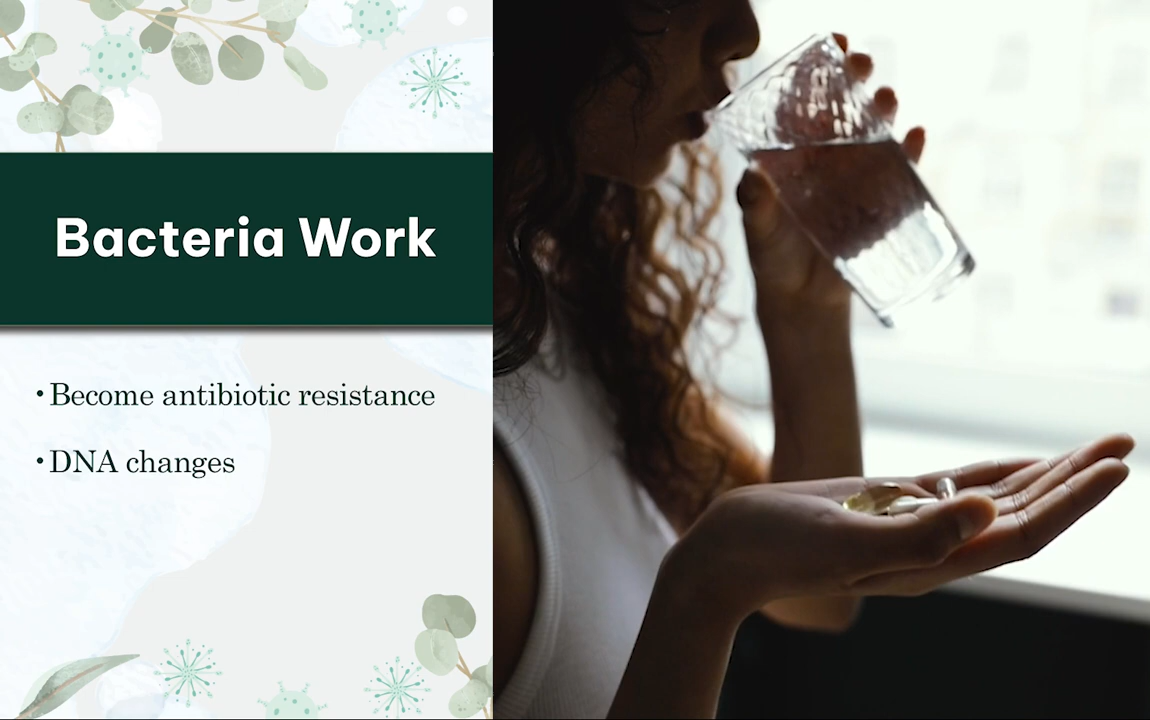 Bacteria Work
• Become antibiotic resistance
• DNA changes